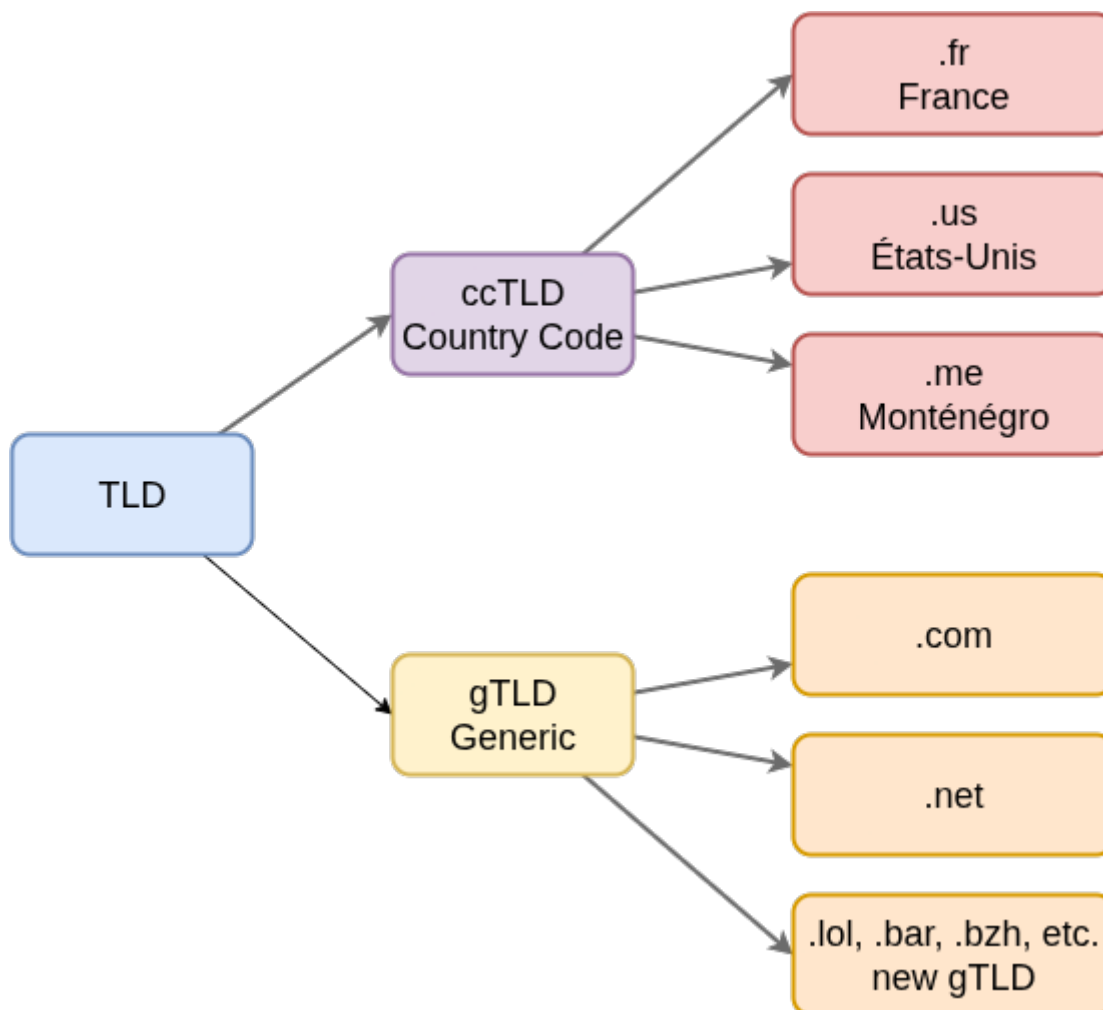 .fr
France
.us
États-Unis
ccTLD
Country Code
.me
Monténégro
TLD
.com
gTLD
Generic
.net
.lol, .bar, .bzh, etc.
new gTLD